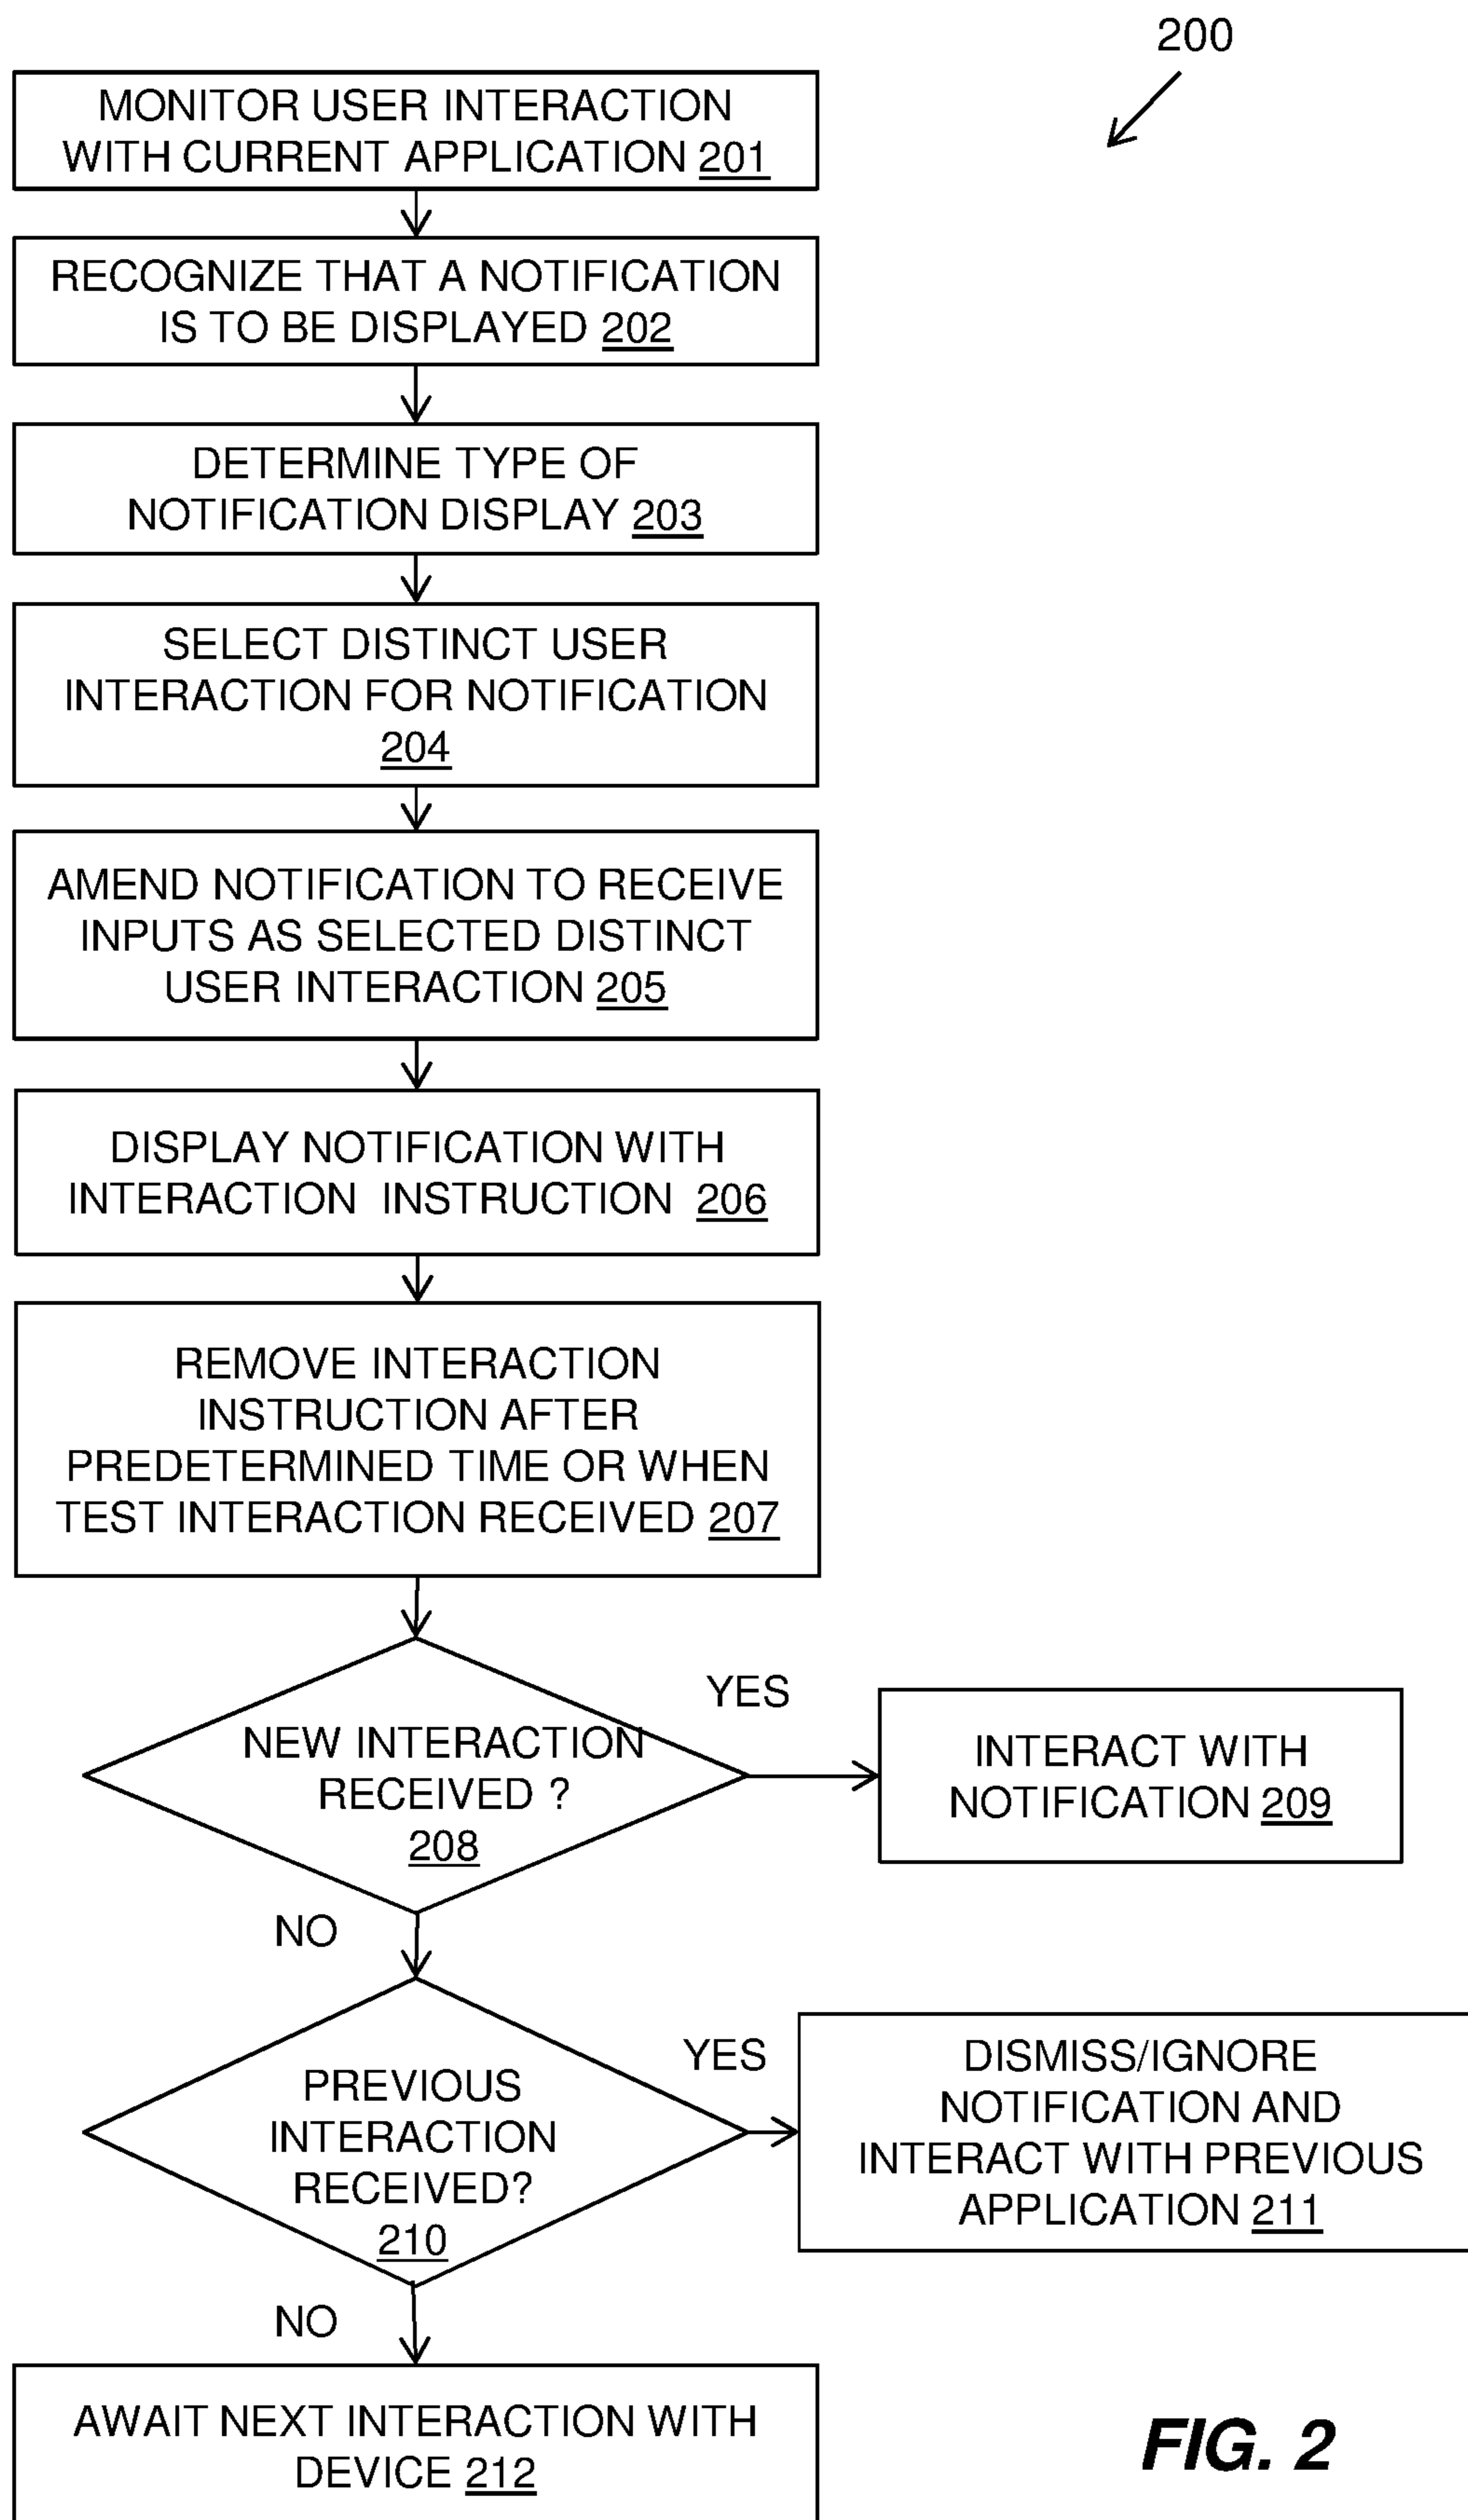 200
MONITOR USER INTERACTION
WITH CURRENT APPLICATION 201
RECOGNIZE THAT A NOTIFICATION
IS TO BE DISPLAYED 202
DETERMINE TYPE OF
NOTIFICATION DISPLAY 203
SELECT DISTINCT USER
INTERACTION FOR NOTIFICATION
204
AMEND NOTIFICATION TO RECEIVE
INPUTS AS SELECTED DISTINCT
USER INTERACTION 205
DISPLAY NOTIFICATION WITH
INTERACTION INSTRUCTION 206
REMOVE INTERACTION
INSTRUCTION AFTER
PREDETERMINED TIME OR WHEN
TEST INTERACTION RECEIVED 207
NEW INTERACTION
RECEIVED ?
208
YES
INTERACT WITH
NOTIFICATION 209
NO
PREVIOUS
INTERACTION
RECEIVED?
210
YES
DISMISS/IGNORE
NOTIFICATION AND
INTERACT WITH PREVIOUS
APPLICATION 211
NO
AWAIT NEXT INTERACTION WITH
DEVICE 212
FIG. 2